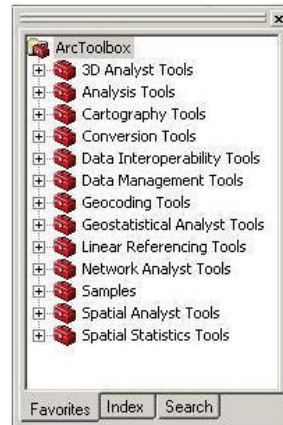 ArcToolbox
3D Analyst Tools
Analysis Tools
Cartography Tools
Conversion Tools
Data Interoperability Tools
Data Management Tools
Geocoding Tools
Geostatistical Analyst Tools
Linear Referencing Tools
Network Analyst Tools
Samples
Spatial Analyst Tools
Spatial Statistics Tools
Favorites Index Search